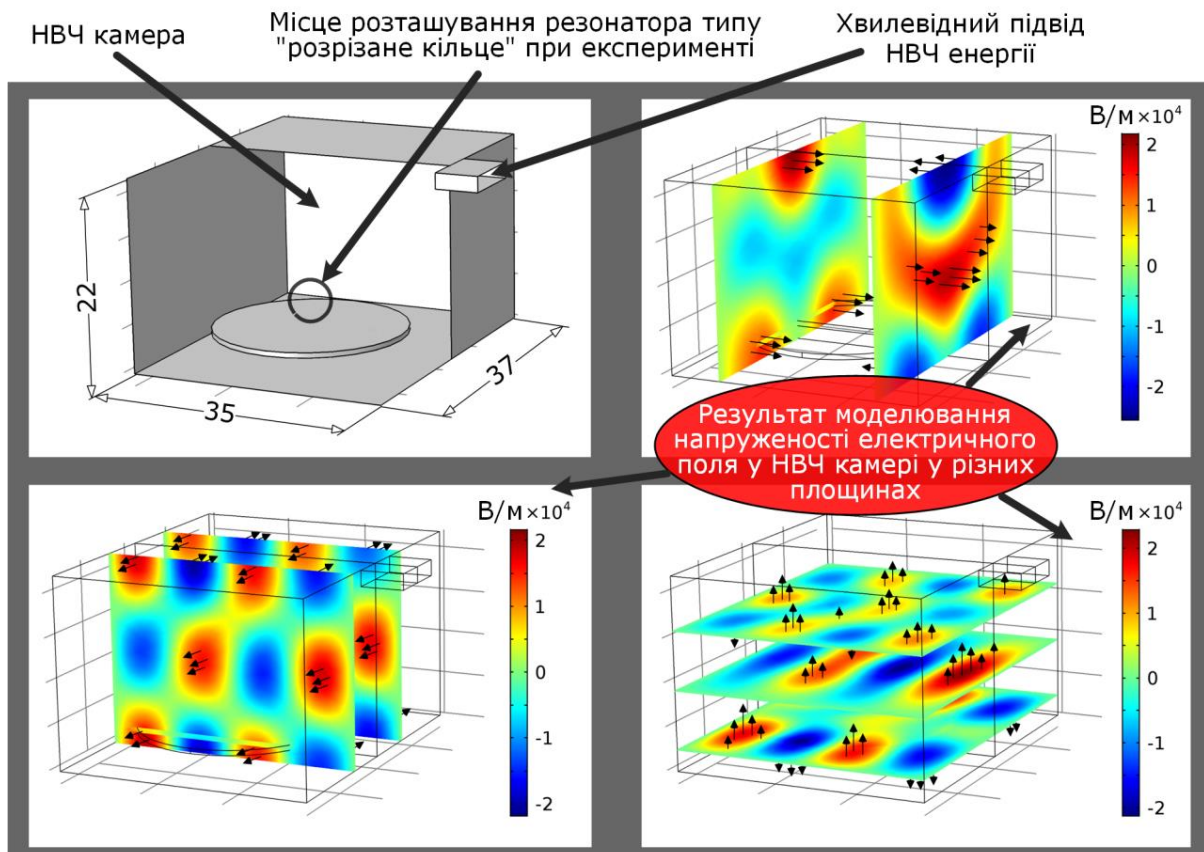 НВЧ камера
Місце розташування резонатора типу
"розрізане кільце" при експерименті
Хвилевідний підвід
НВЧ енергії
22
35
37
В/м ×10⁴
2
1
0
-1
-2
Результат моделювання
напруженості електричного
поля у НВЧ камері у різних
площинах
В/м ×10⁴
2
1
0
-1
-2
В/м ×10⁴
2
1
0
-1
-2